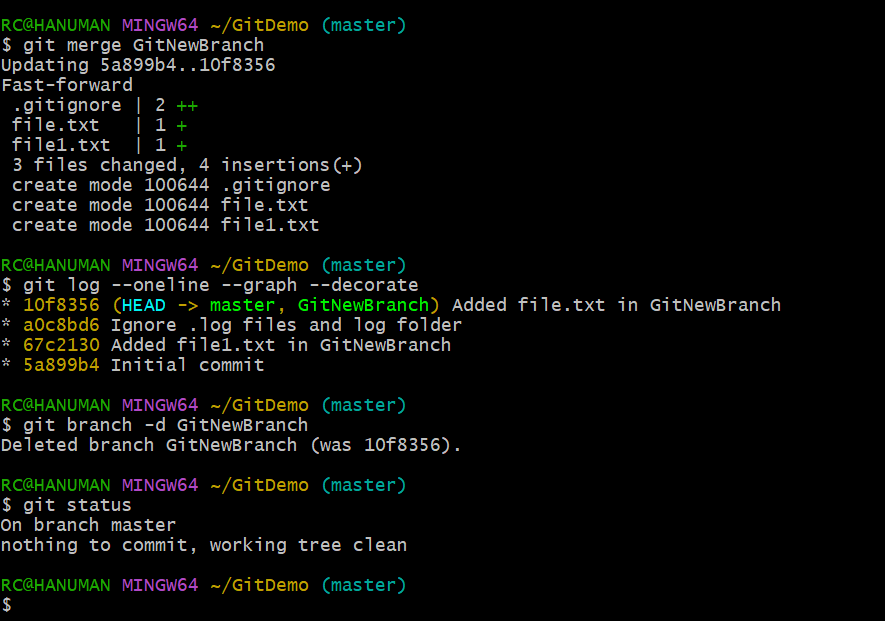 RC@HANUMAN MINGW64 ~/GitDemo (master)
$ git merge GitNewBranch
Updating 5a899b4..10f8356
Fast-forward
 .gitignore | 2 ++
 file.txt   | 1 +
 file1.txt  | 1 +
 3 files changed, 4 insertions(+)
 create mode 100644 .gitignore
 create mode 100644 file.txt
 create mode 100644 file1.txt

RC@HANUMAN MINGW64 ~/GitDemo (master)
$ git log --oneline --graph --decorate
* 10f8356 (HEAD -> master, GitNewBranch) Added file.txt in GitNewBranch
* a0c8bd6 Ignore .log files and log folder
* 67c2130 Added file1.txt in GitNewBranch
* 5a899b4 Initial commit

RC@HANUMAN MINGW64 ~/GitDemo (master)
$ git branch -d GitNewBranch
Deleted branch GitNewBranch (was 10f8356).

RC@HANUMAN MINGW64 ~/GitDemo (master)
$ git status
On branch master
nothing to commit, working tree clean

RC@HANUMAN MINGW64 ~/GitDemo (master)
$